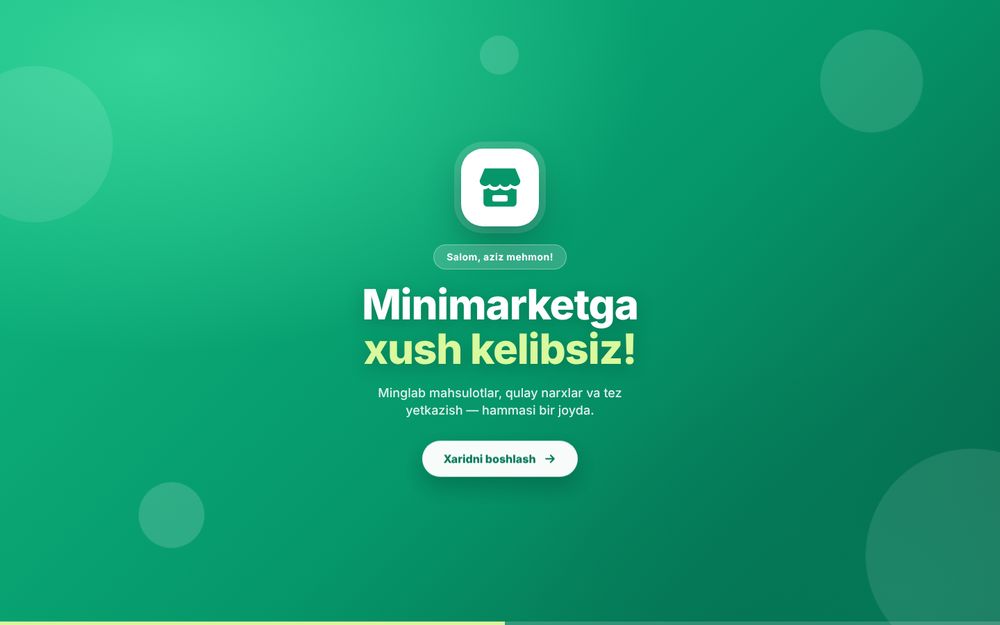 Salom, aziz mehmon!
Minimarketga
xush kelibsiz!
Minglab mahsulotlar, qulay narxlar va tez
yetkazish — hammasi bir joyda.
Xaridni boshlash →